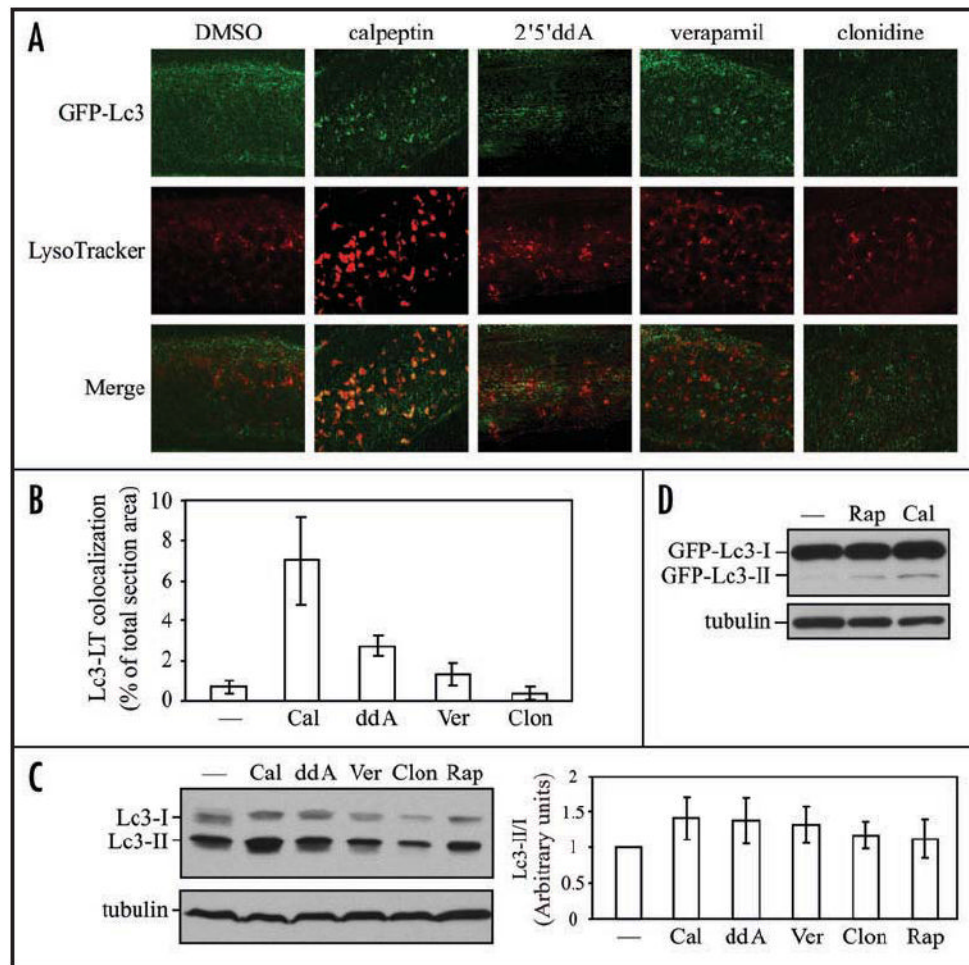 A
DMSO calpeptin 2'5'ddA verapamil clonidine
GFP-Lc3
LysoTracker
Merge
B
Lc3-LT colocalization
(% of total section area)
10
8
6
4
2
0
— Cal ddA Ver Clon
D
— Rap Cal
GFP-Lc3-I
GFP-Lc3-II
tubulin
C
— Cal ddA Ver Clon Rap
Lc3-I
Lc3-II
tubulin
Lc3-II/I
(Arbitrary units)
2
1.5
1
0.5
0
— Cal ddA Ver Clon Rap